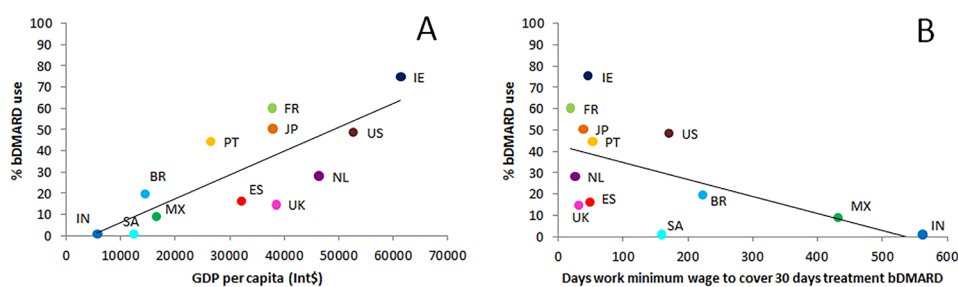 A
% bDMARD use
100
90
80
70
60
50
40
30
20
10
0
IE
FR
JP
US
PT
NL
BR
ES
UK
MX
IN
SA
0 10000 20000 30000 40000 50000 60000 70000
GDP per capita (Int$)
B
% bDMARD use
100
90
80
70
60
50
40
30
20
10
0
IE
FR
JP
US
PT
NL
ES
BR
UK
MX
SA
IN
0 100 200 300 400 500 600
Days work minimum wage to cover 30 days treatment bDMARD